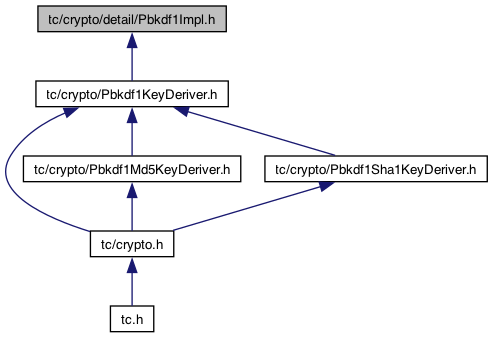 tc/crypto/detail/Pbkdf1Impl.h
tc/crypto/Pbkdf1KeyDeriver.h
tc/crypto/Pbkdf1Md5KeyDeriver.h
tc/crypto/Pbkdf1Sha1KeyDeriver.h
tc/crypto.h
tc.h